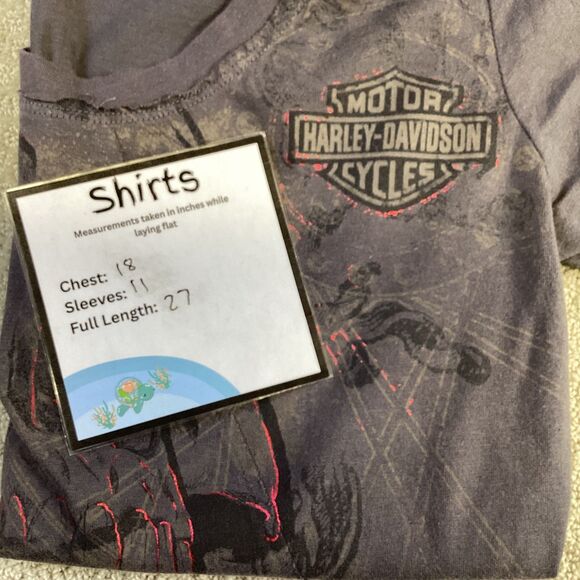 MOTOR
HARLEY-DAVIDSON
CYCLES
Shirts
Measurements taken in inches while
laying flat
Chest: 18
Sleeves: 11
Full Length: 27